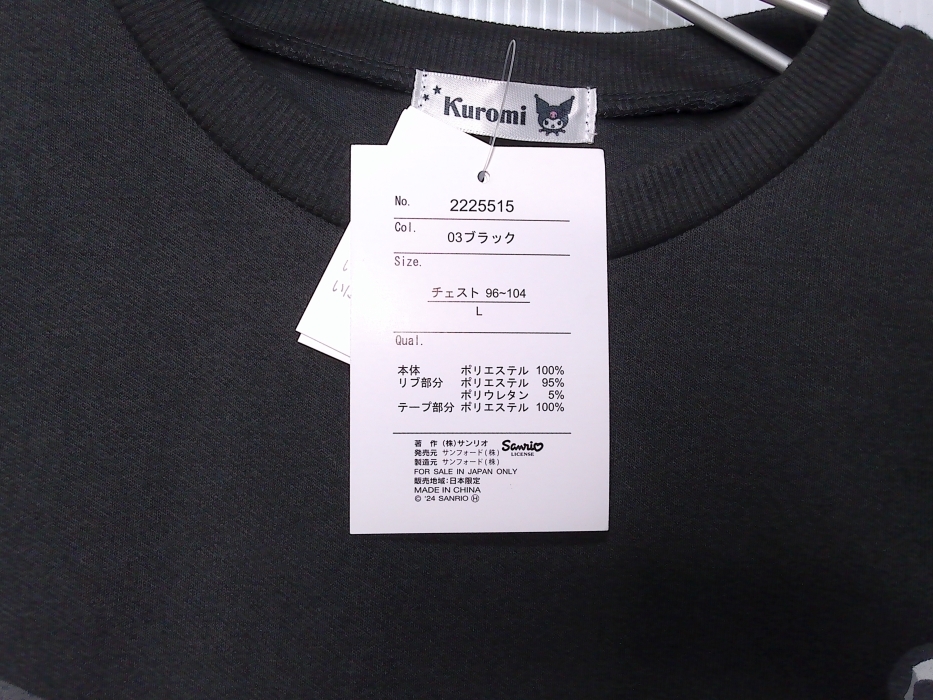 Kuromi
No. 2225515
Col. 03ブラック
Size.
チェスト 96~104
L
Qual.
本体 ポリエステル 100%
リブ部分 ポリエステル 95%
ポリウレタン 5%
テープ部分 ポリエステル 100%
著 作 (株)サンリオ
発売元 サンフォード(株)
製造元 サンフォード(株)
Sanrio
LICENSE
FOR SALE IN JAPAN ONLY
販売地域:日本限定
MADE IN CHINA
© '24 SANRIO Ⓗ